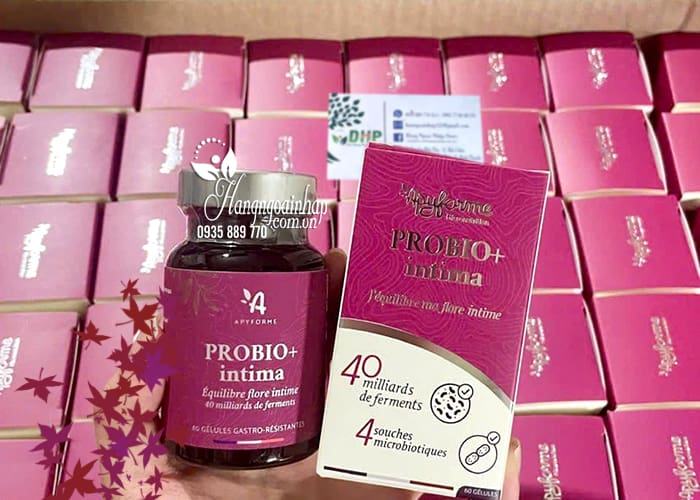 DHP
Hangngoainhap
.com.vn
0935 889 770
A
APYFORME
PROBIO+
intima
Équilibre flore intime
40 milliards de ferments
60 GÉLULES GASTRO-RÉSISTANTES
Apyforme
PROBIO+
intima
J'équilibre ma flore intime
40
milliards
de ferments
4 souches
microbiotiques
60 GÉLULES